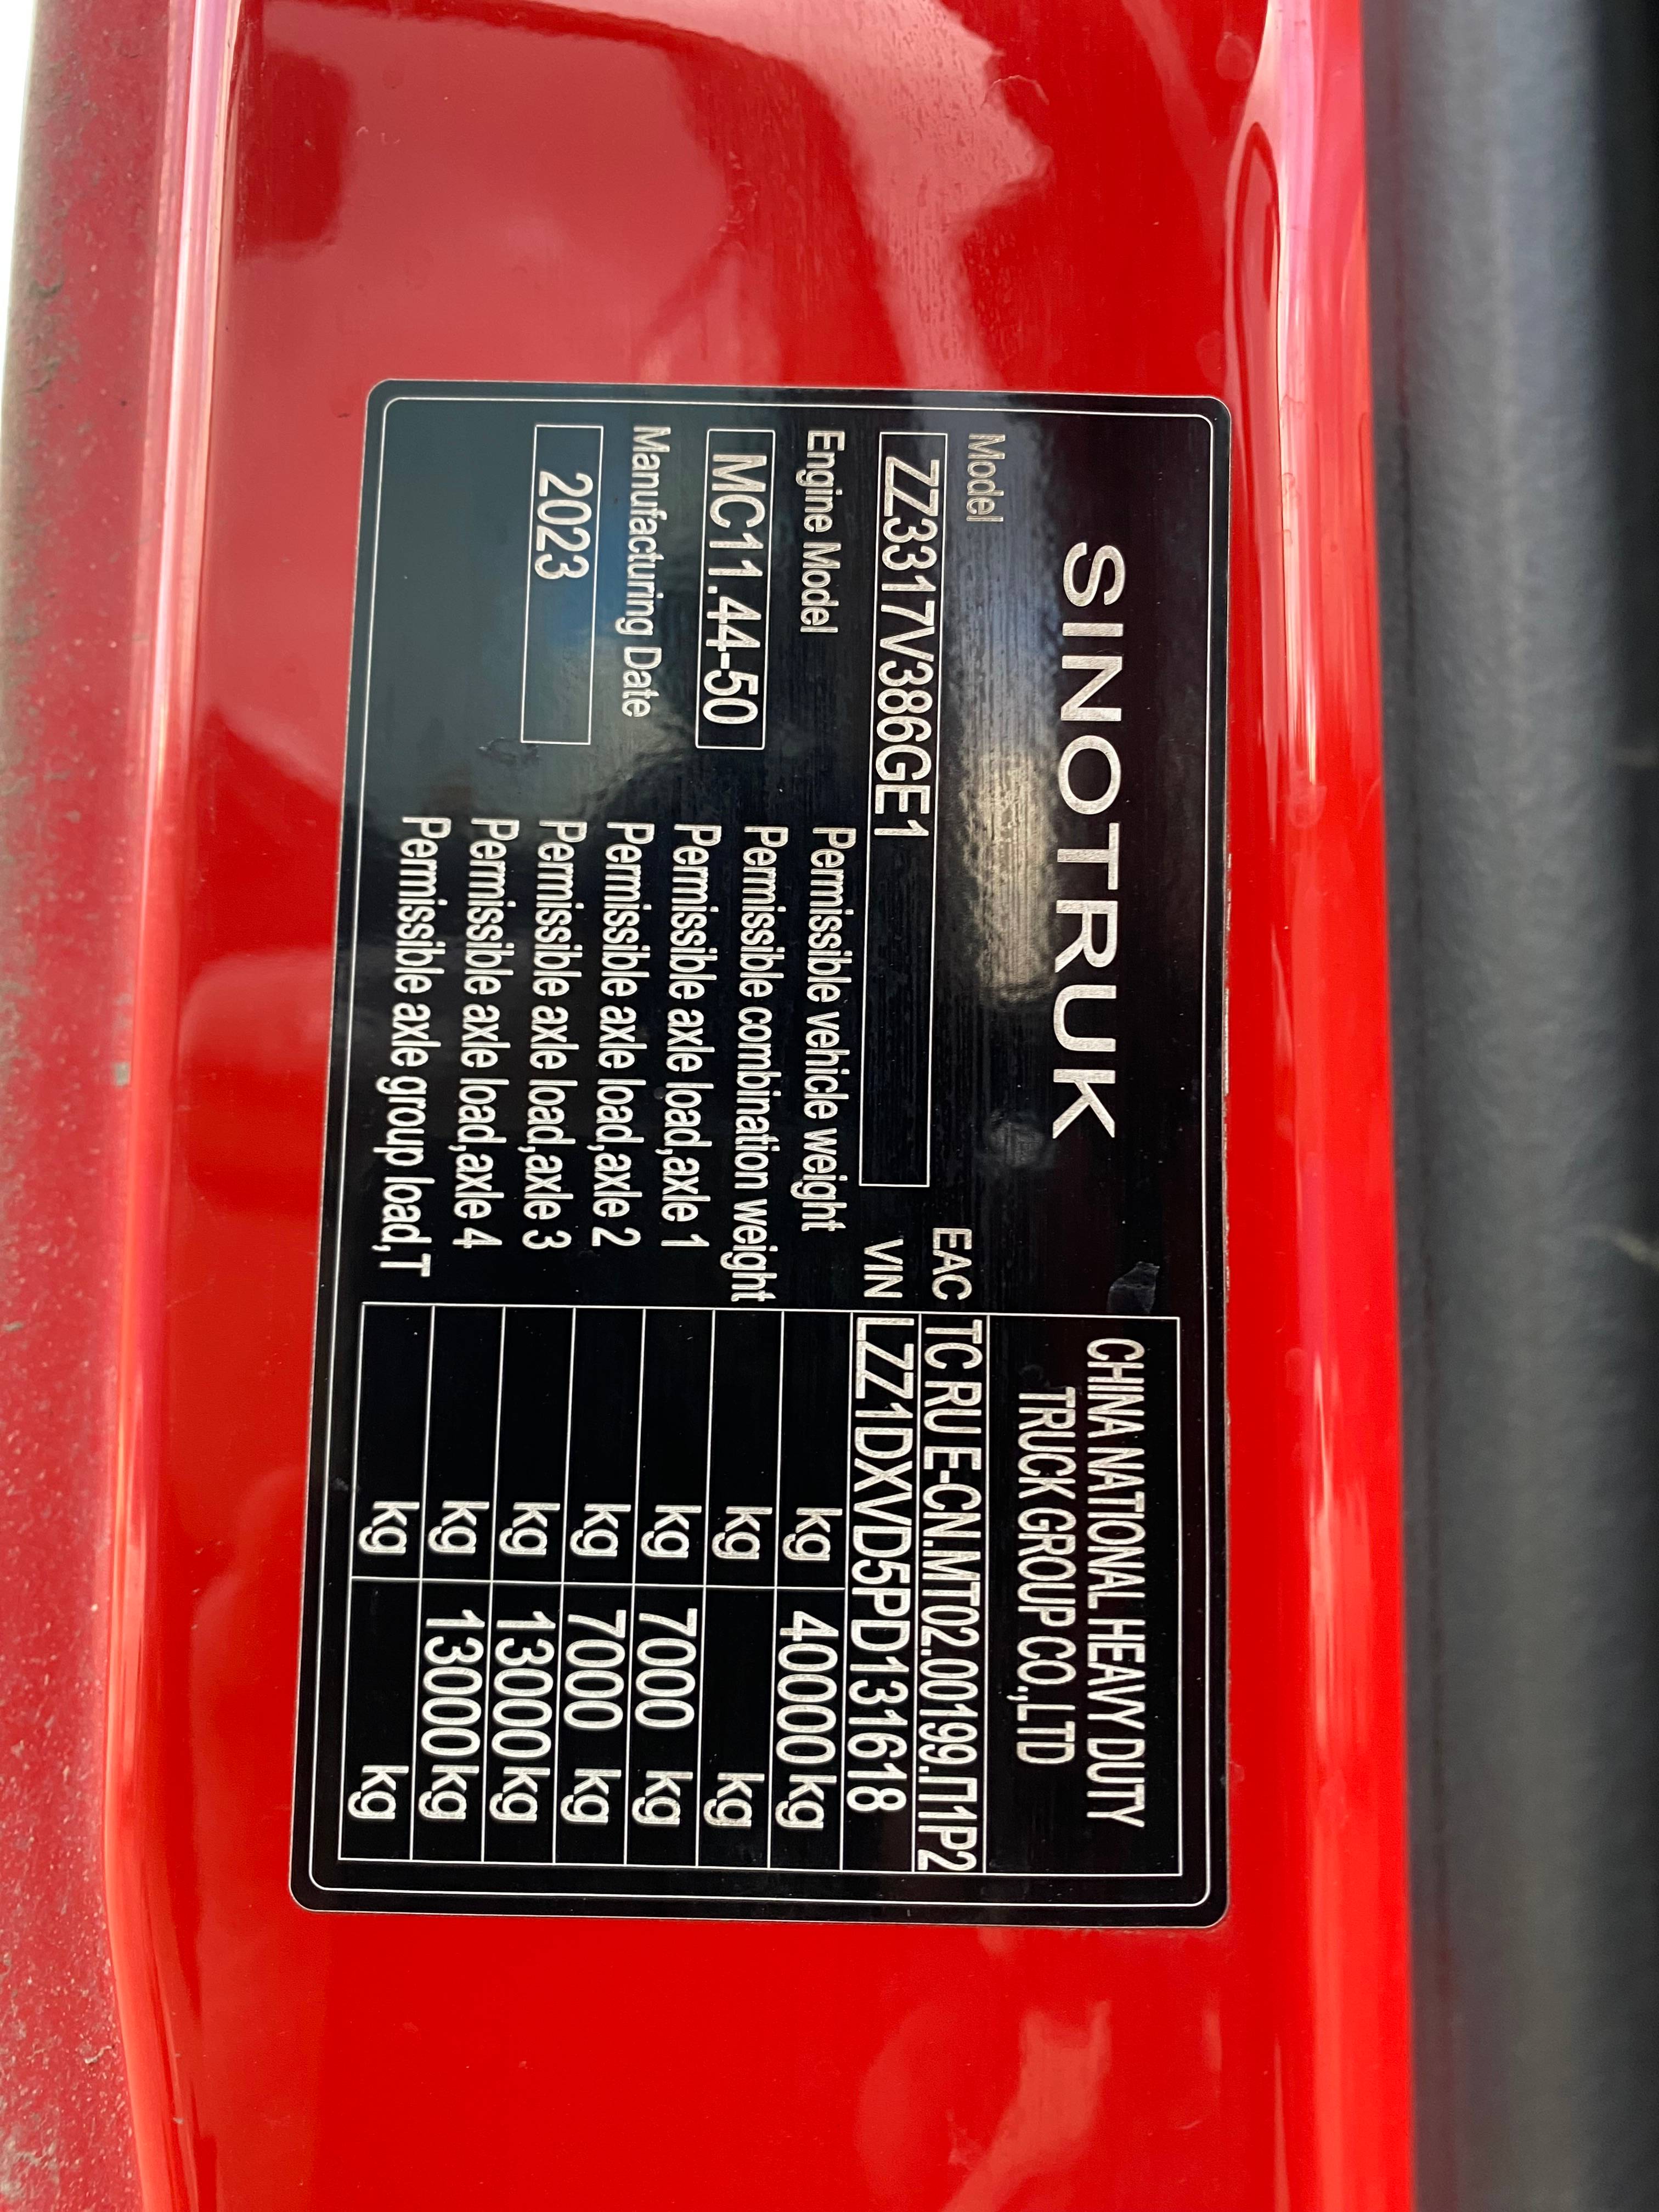 SINOTRUK
CHINA NATIONAL HEAVY DUTY
TRUCK GROUP CO.,LTD
Model
EAC TC RU E-CN.MT02.00199.П1P2
ZZ3317V386GE1
VIN LZZ1DXVD5PD131618
Engine Model
MC11.44-50
Manufacturing Date
2023
Permissible vehicle weight kg 40000 kg
Permissible combination weight kg kg
Permissible axle load,axle 1 kg 7000 kg
Permissible axle load,axle 2 kg 7000 kg
Permissible axle load,axle 3 kg 13000 kg
Permissible axle load,axle 4 kg 13000 kg
Permissible axle group load,T kg kg